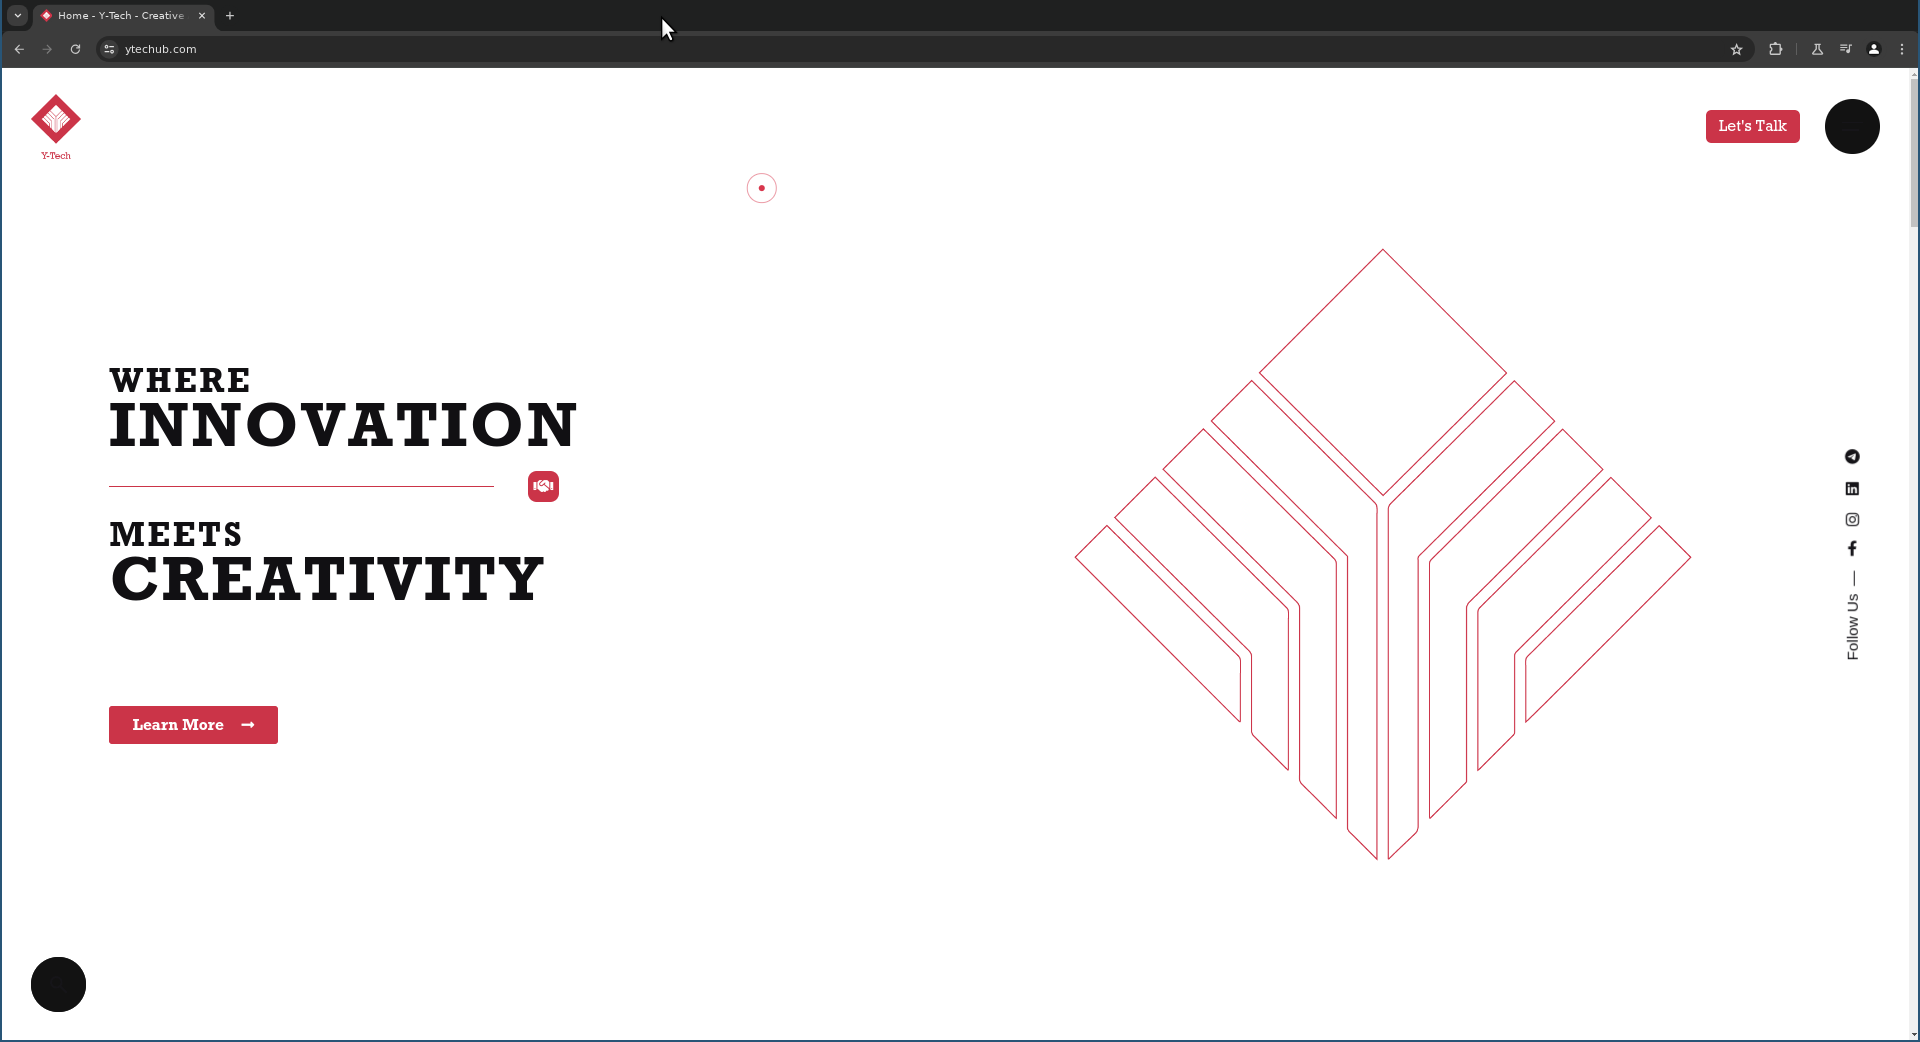 Home - Y-Tech - Creative
ytechub.com
Y-Tech
Let's Talk
WHERE
INNOVATION
MEETS
CREATIVITY
Learn More
Follow Us